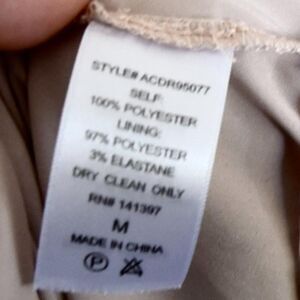 STYLE# ACDR95077
SELF:
100% POLYESTER
LINING:
97% POLYESTER
3% ELASTANE
DRY CLEAN ONLY
RN# 141397
M
MADE IN CHINA
P